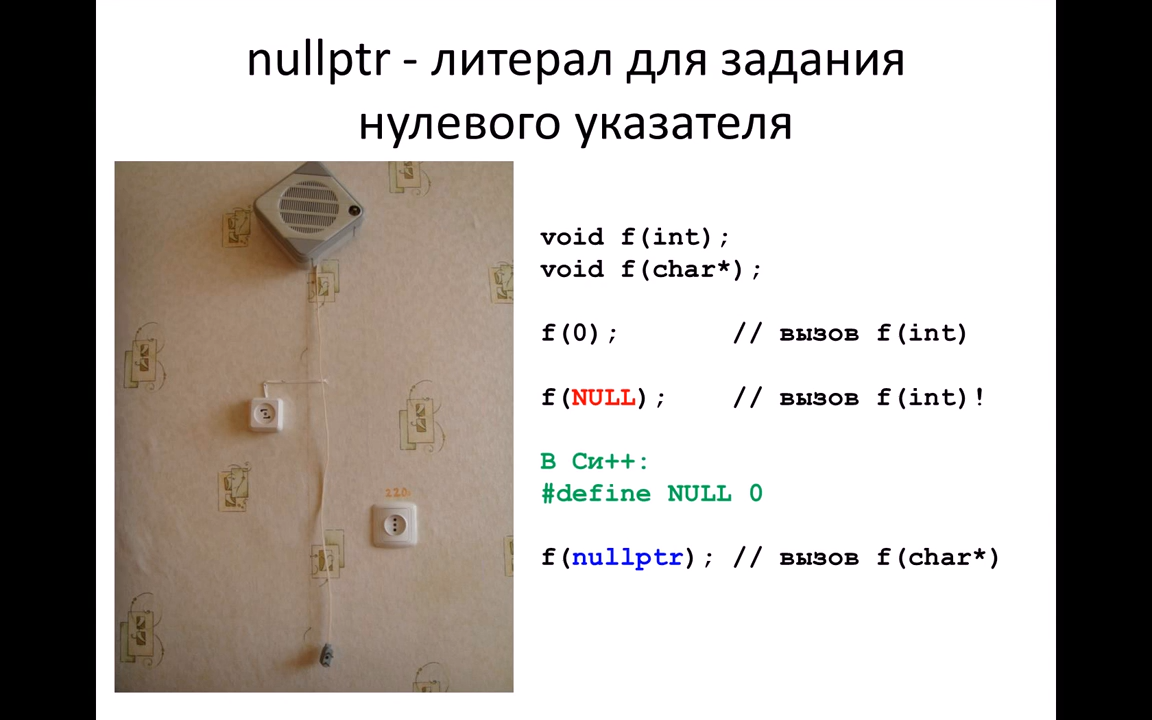 nullptr - литерал для задания
нулевого указателя
220.
void f(int);
void f(char*);
f(0);       // вызов f(int)
f(NULL);    // вызов f(int)!
В Си++:
#define NULL 0
f(nullptr); // вызов f(char*)